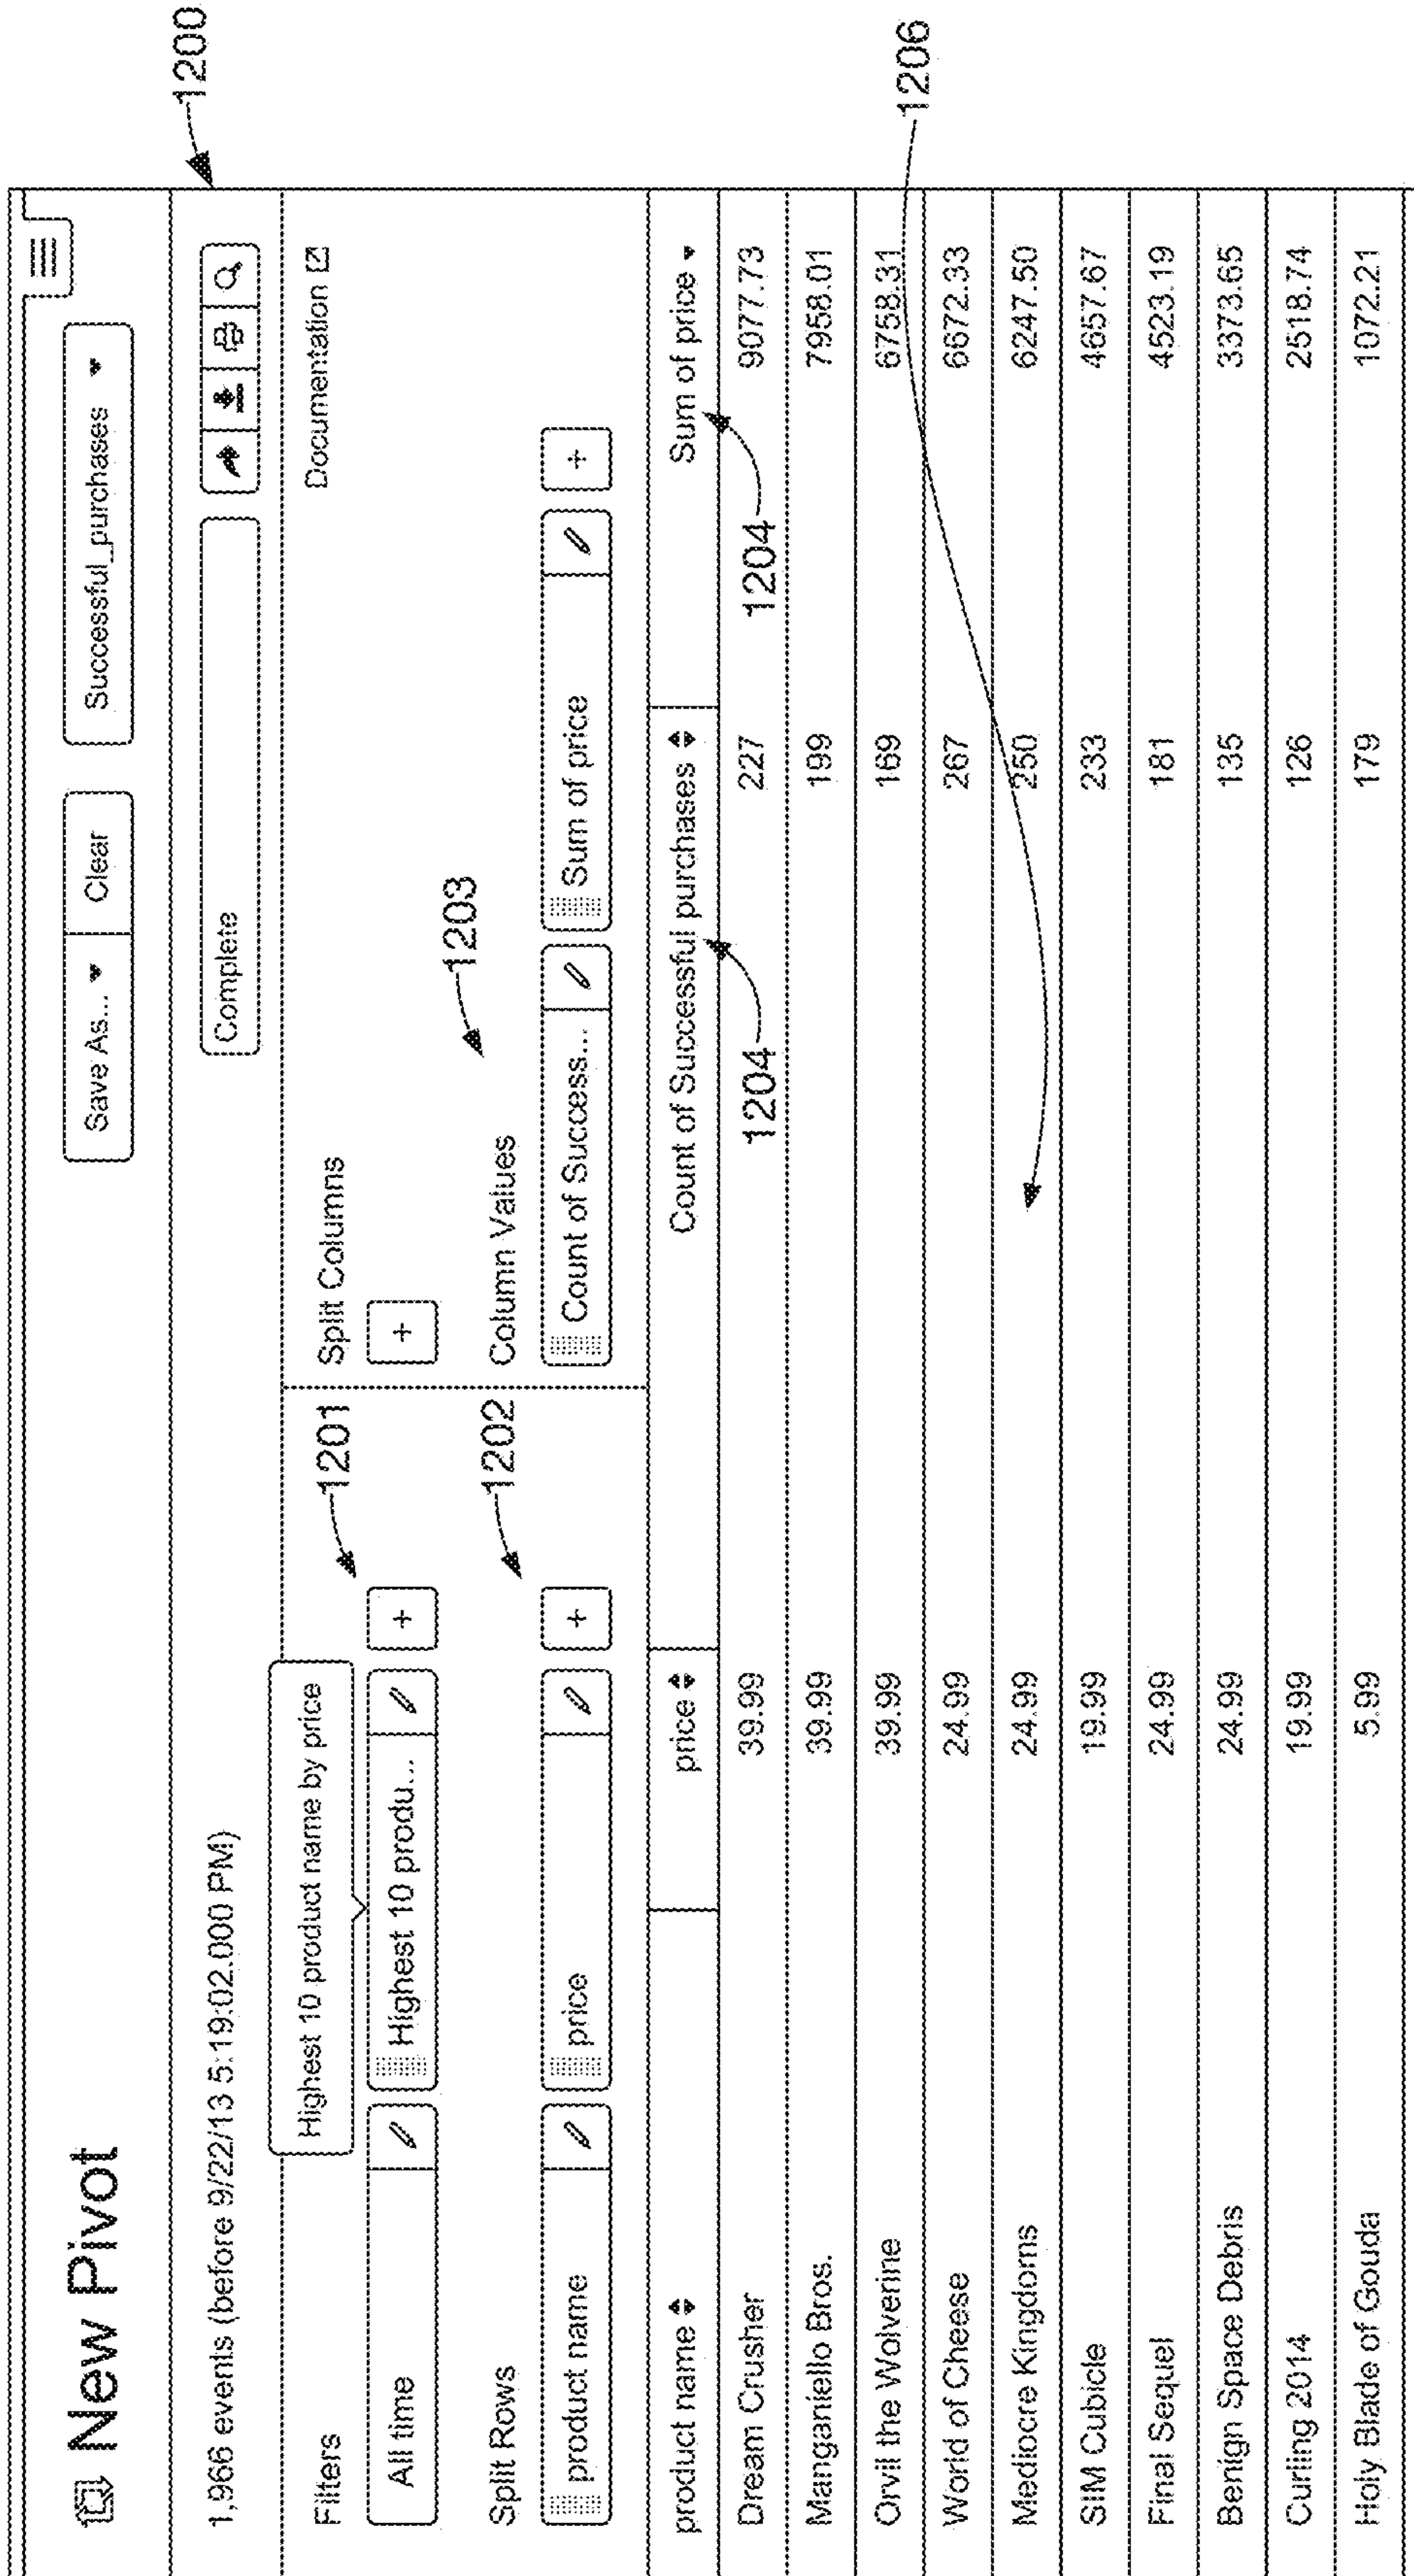 New Pivot
Save As... Clear Successful_purchases
1,966 events (before 9/22/13 5:19:02.000 PM)
Complete
1200
Highest 10 product name by price
Documentation
Filters
1201
Split Columns
All time Highest 10 produ... + +
Split Rows
1202
Column Values
1203
product name price + Count of Success... Sum of price +
product name price Count of Successful purchases Sum of price
Dream Crusher 39.99 227 9077.73
1204 1204
Manganiello Bros. 39.99 199 7958.01
Orvil the Wolverine 39.99 169 6758.31
1206
World of Cheese 24.99 267 6672.33
Mediocre Kingdoms 24.99 250 6247.50
SIM Cubicle 19.99 233 4657.67
Final Sequel 24.99 181 4523.19
Benign Space Debris 24.99 135 3373.65
Curling 2014 19.99 126 2518.74
Holy Blade of Gouda 5.99 179 1072.21